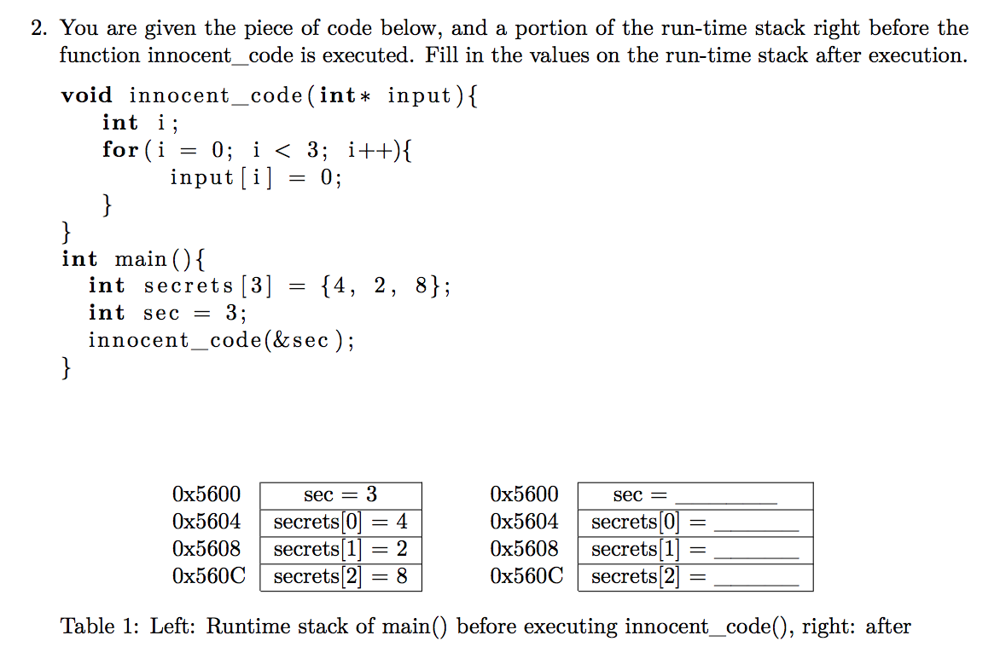 2. You are given the piece of code below, and a portion of the run-time stack right before the
function innocent_code is executed. Fill in the values on the run-time stack after execution.
void innocent_code(int* input){
int i;
for(i = 0; i < 3; i++){
input[i] = 0;
}
}
int main(){
int secrets[3] = {4, 2, 8};
int sec = 3;
innocent_code(&sec);
}
0x5600 sec = 3 0x5600 sec = ________
0x5604 secrets[0] = 4 0x5604 secrets[0] = ________
0x5608 secrets[1] = 2 0x5608 secrets[1] = ________
0x560C secrets[2] = 8 0x560C secrets[2] = ________
Table 1: Left: Runtime stack of main() before executing innocent_code(), right: after